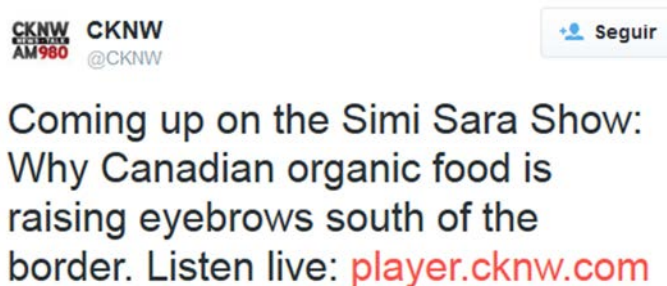 CKNW
NEWS · TALK
AM980
CKNW
@CKNW
Seguir
Coming up on the Simi Sara Show:
Why Canadian organic food is
raising eyebrows south of the
border. Listen live: player.cknw.com